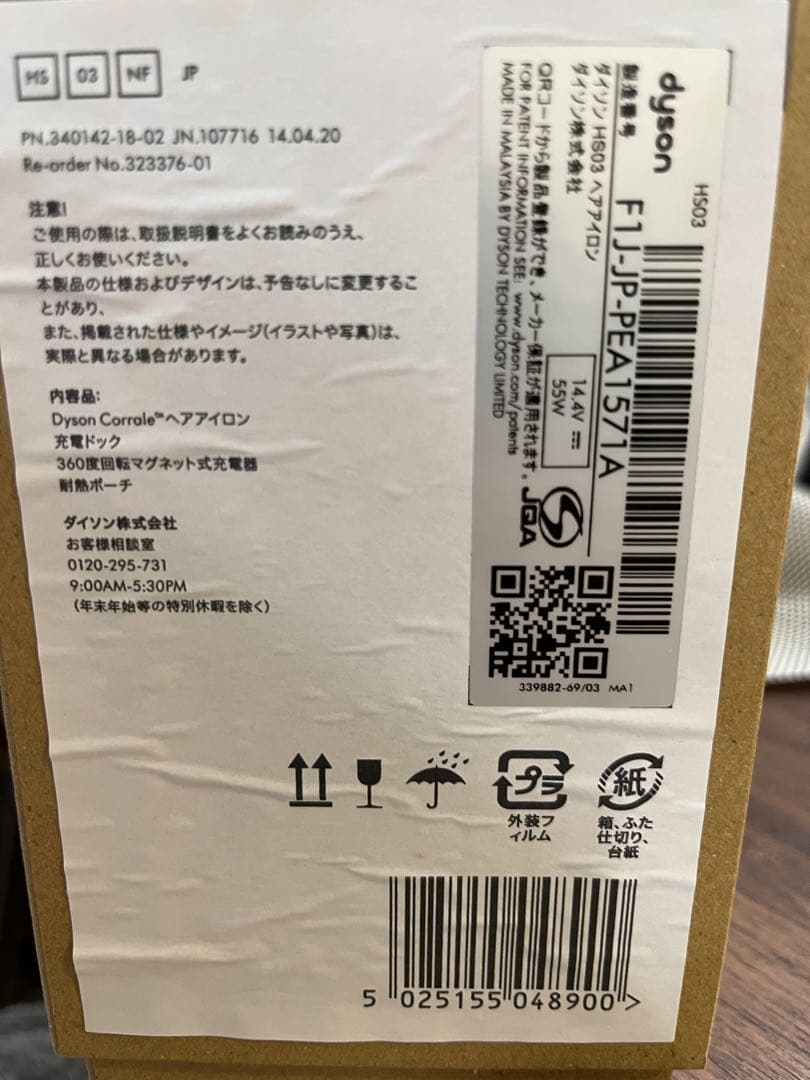 HS 03 NF JP
PN.340142-18-02 JN.107716 14.04.20
Re-order No.323376-01
注意!
ご使用の際は、取扱説明書をよくお読みのうえ、
正しくお使いください。
本製品の仕様およびデザインは、予告なしに変更するこ
とがあり、
また、掲載された仕様やイメージ(イラストや写真)は、
実際と異なる場合があります。
内容品:
Dyson Corrale™ヘアアイロン
充電ドック
360度回転マグネット式充電器
耐熱ポーチ
ダイソン株式会社
お客様相談室
0120-295-731
9:00AM-5:30PM
(年末年始等の特別休暇を除く)
dyson HS03
製造番号 F1J-JP-PEA1571A
ダイソン HS03 ヘアアイロン
ダイソン株式会社
14.4V
55W
QRコードから製品登録ができ、メーカー保証が適用されます。
FOR PATENT INFORMATION SEE: www.dyson.com/patents
MADE IN MALAYSIA BY DYSON TECHNOLOGY LIMITED
JQA
339882-69/03 MA1
プラ
外装フ
ィルム
紙
箱、ふた
仕切り、
台紙
5 025155 048900 >